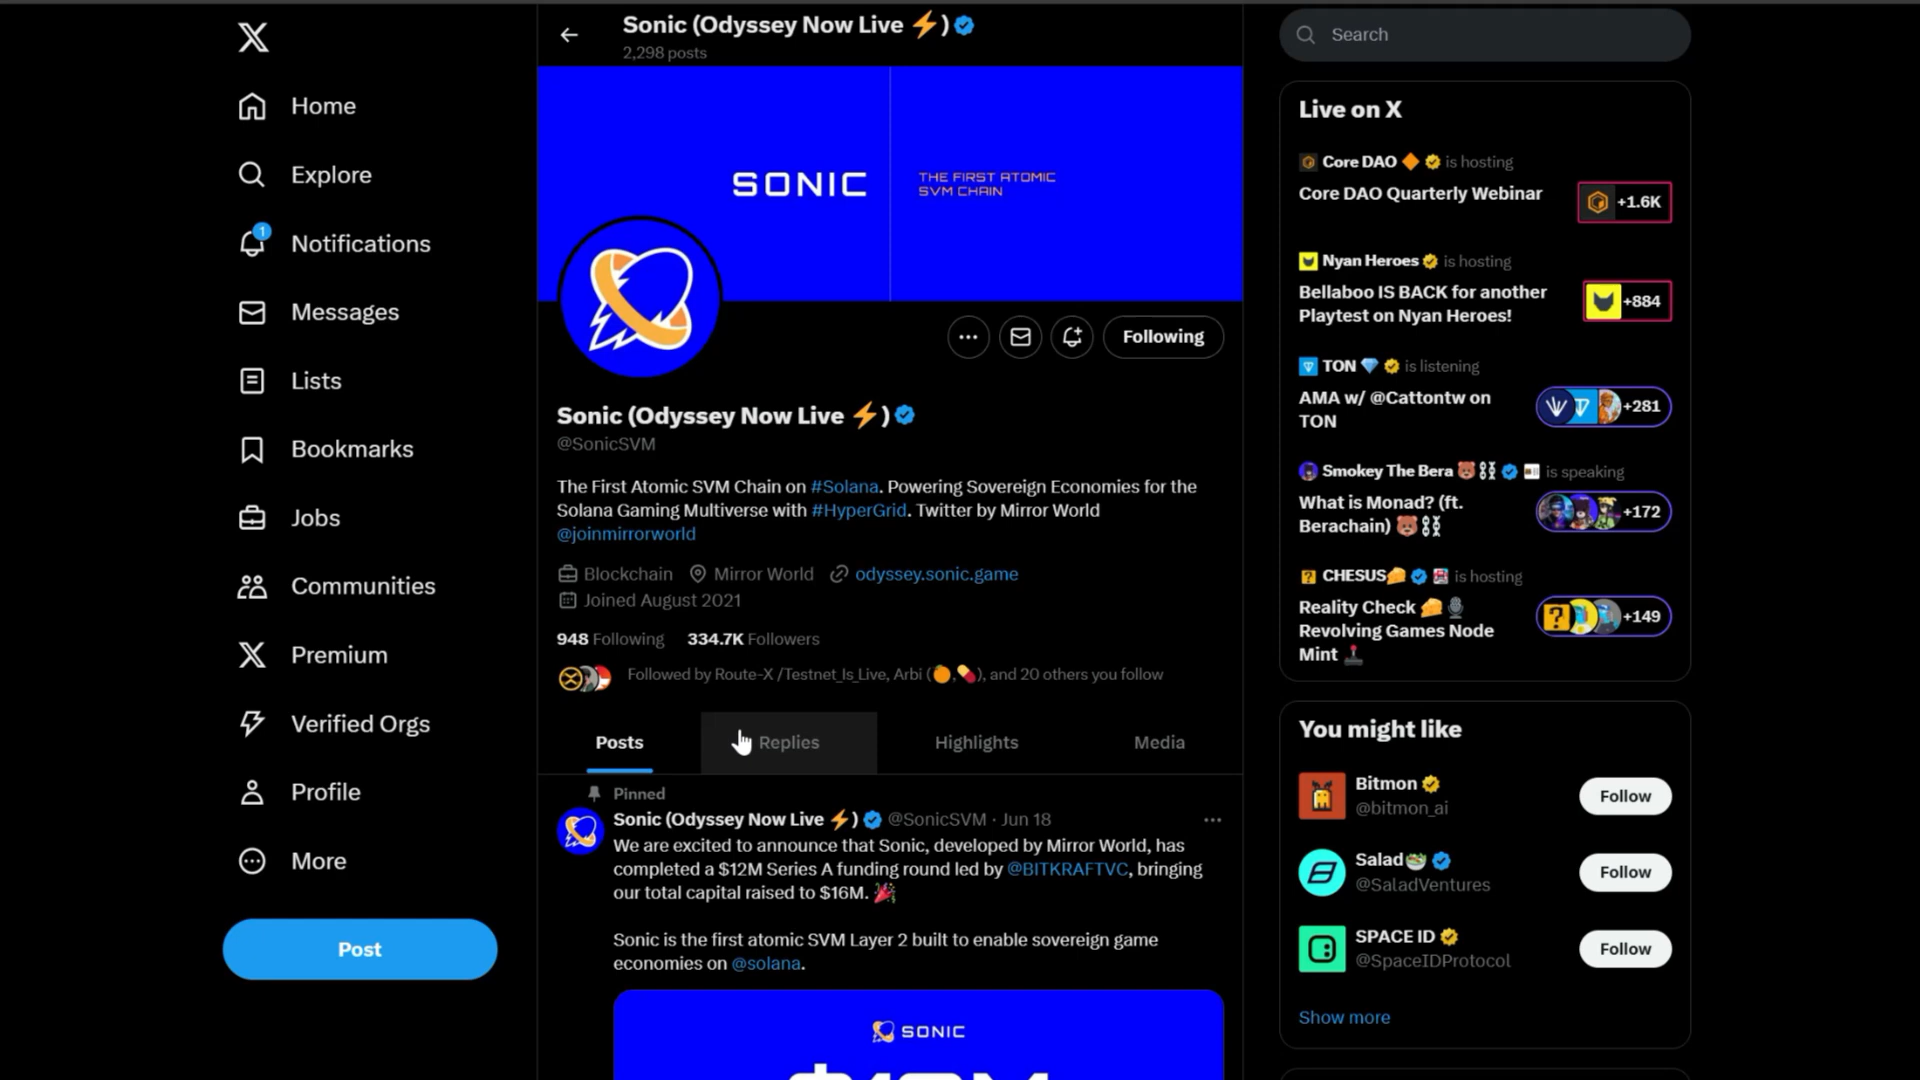 Home
Explore
1
Notifications
Messages
Lists
Bookmarks
Jobs
Communities
Premium
Verified Orgs
Profile
More
Post
Sonic (Odyssey Now Live ⚡)
2,298 posts
SONIC
THE FIRST ATOMIC
SVM CHAIN
Following
Sonic (Odyssey Now Live ⚡)
@SonicSVM
The First Atomic SVM Chain on #Solana. Powering Sovereign Economies for the
Solana Gaming Multiverse with #HyperGrid. Twitter by Mirror World
@joinmirrorworld
Blockchain Mirror World odyssey.sonic.game
Joined August 2021
948 Following 334.7K Followers
Followed by Route-X /Testnet_Is_Live, Arbi (🍊,💊), and 20 others you follow
Posts Replies Highlights Media
Pinned
Sonic (Odyssey Now Live ⚡) @SonicSVM · Jun 18
We are excited to announce that Sonic, developed by Mirror World, has
completed a $12M Series A funding round led by @BITKRAFTVC, bringing
our total capital raised to $16M. 🎉
Sonic is the first atomic SVM Layer 2 built to enable sovereign game
economies on @solana.
SONIC
Search
Live on X
Core DAO 🔶 is hosting
Core DAO Quarterly Webinar
+1.6K
Nyan Heroes is hosting
Bellaboo IS BACK for another
Playtest on Nyan Heroes!
+884
TON 💎 is listening
AMA w/ @Cattontw on
TON
+281
Smokey The Bera 🐻⛓ is speaking
What is Monad? (ft.
Berachain) 🐻⛓
+172
CHESUS🧀 is hosting
Reality Check 🧀🎙
Revolving Games Node
Mint 🕹
+149
You might like
Bitmon
@bitmon_ai
Follow
Salad🥗
@SaladVentures
Follow
SPACE ID
@SpaceIDProtocol
Follow
Show more